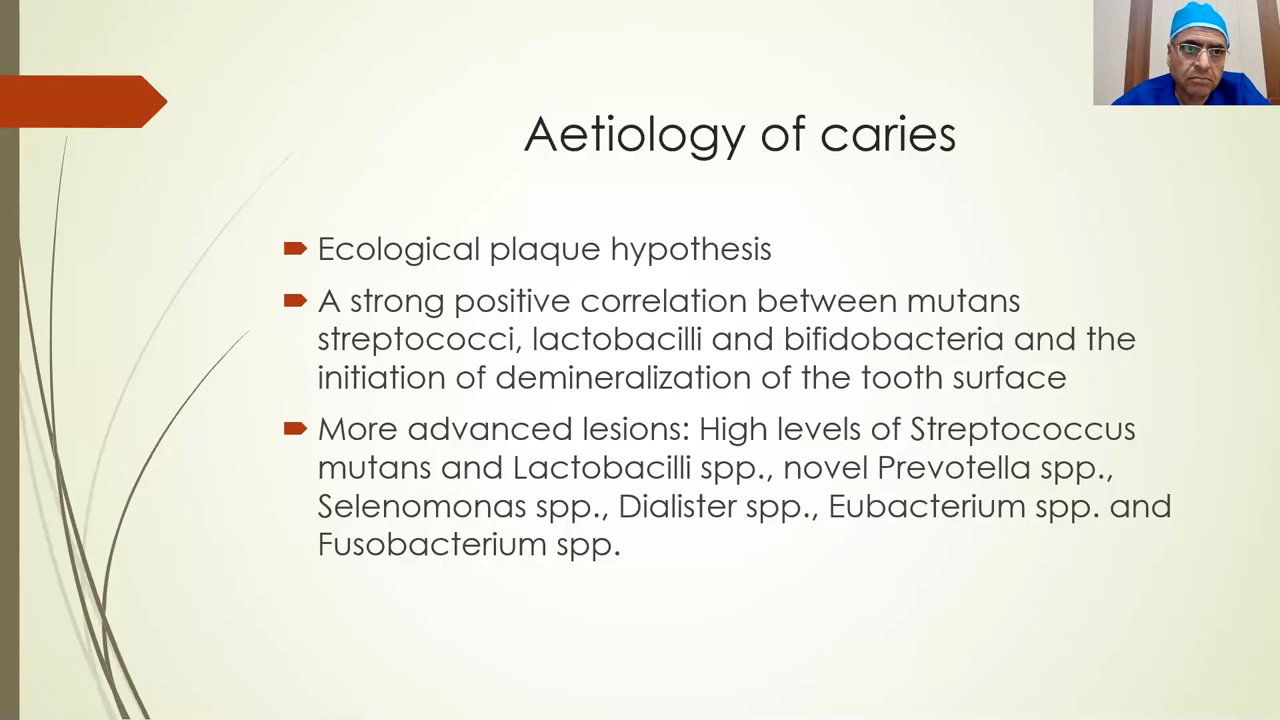 Aetiology of caries
Ecological plaque hypothesis
A strong positive correlation between mutans
streptococci, lactobacilli and bifidobacteria and the
initiation of demineralization of the tooth surface
More advanced lesions: High levels of Streptococcus
mutans and Lactobacilli spp., novel Prevotella spp.,
Selenomonas spp., Dialister spp., Eubacterium spp. and
Fusobacterium spp.